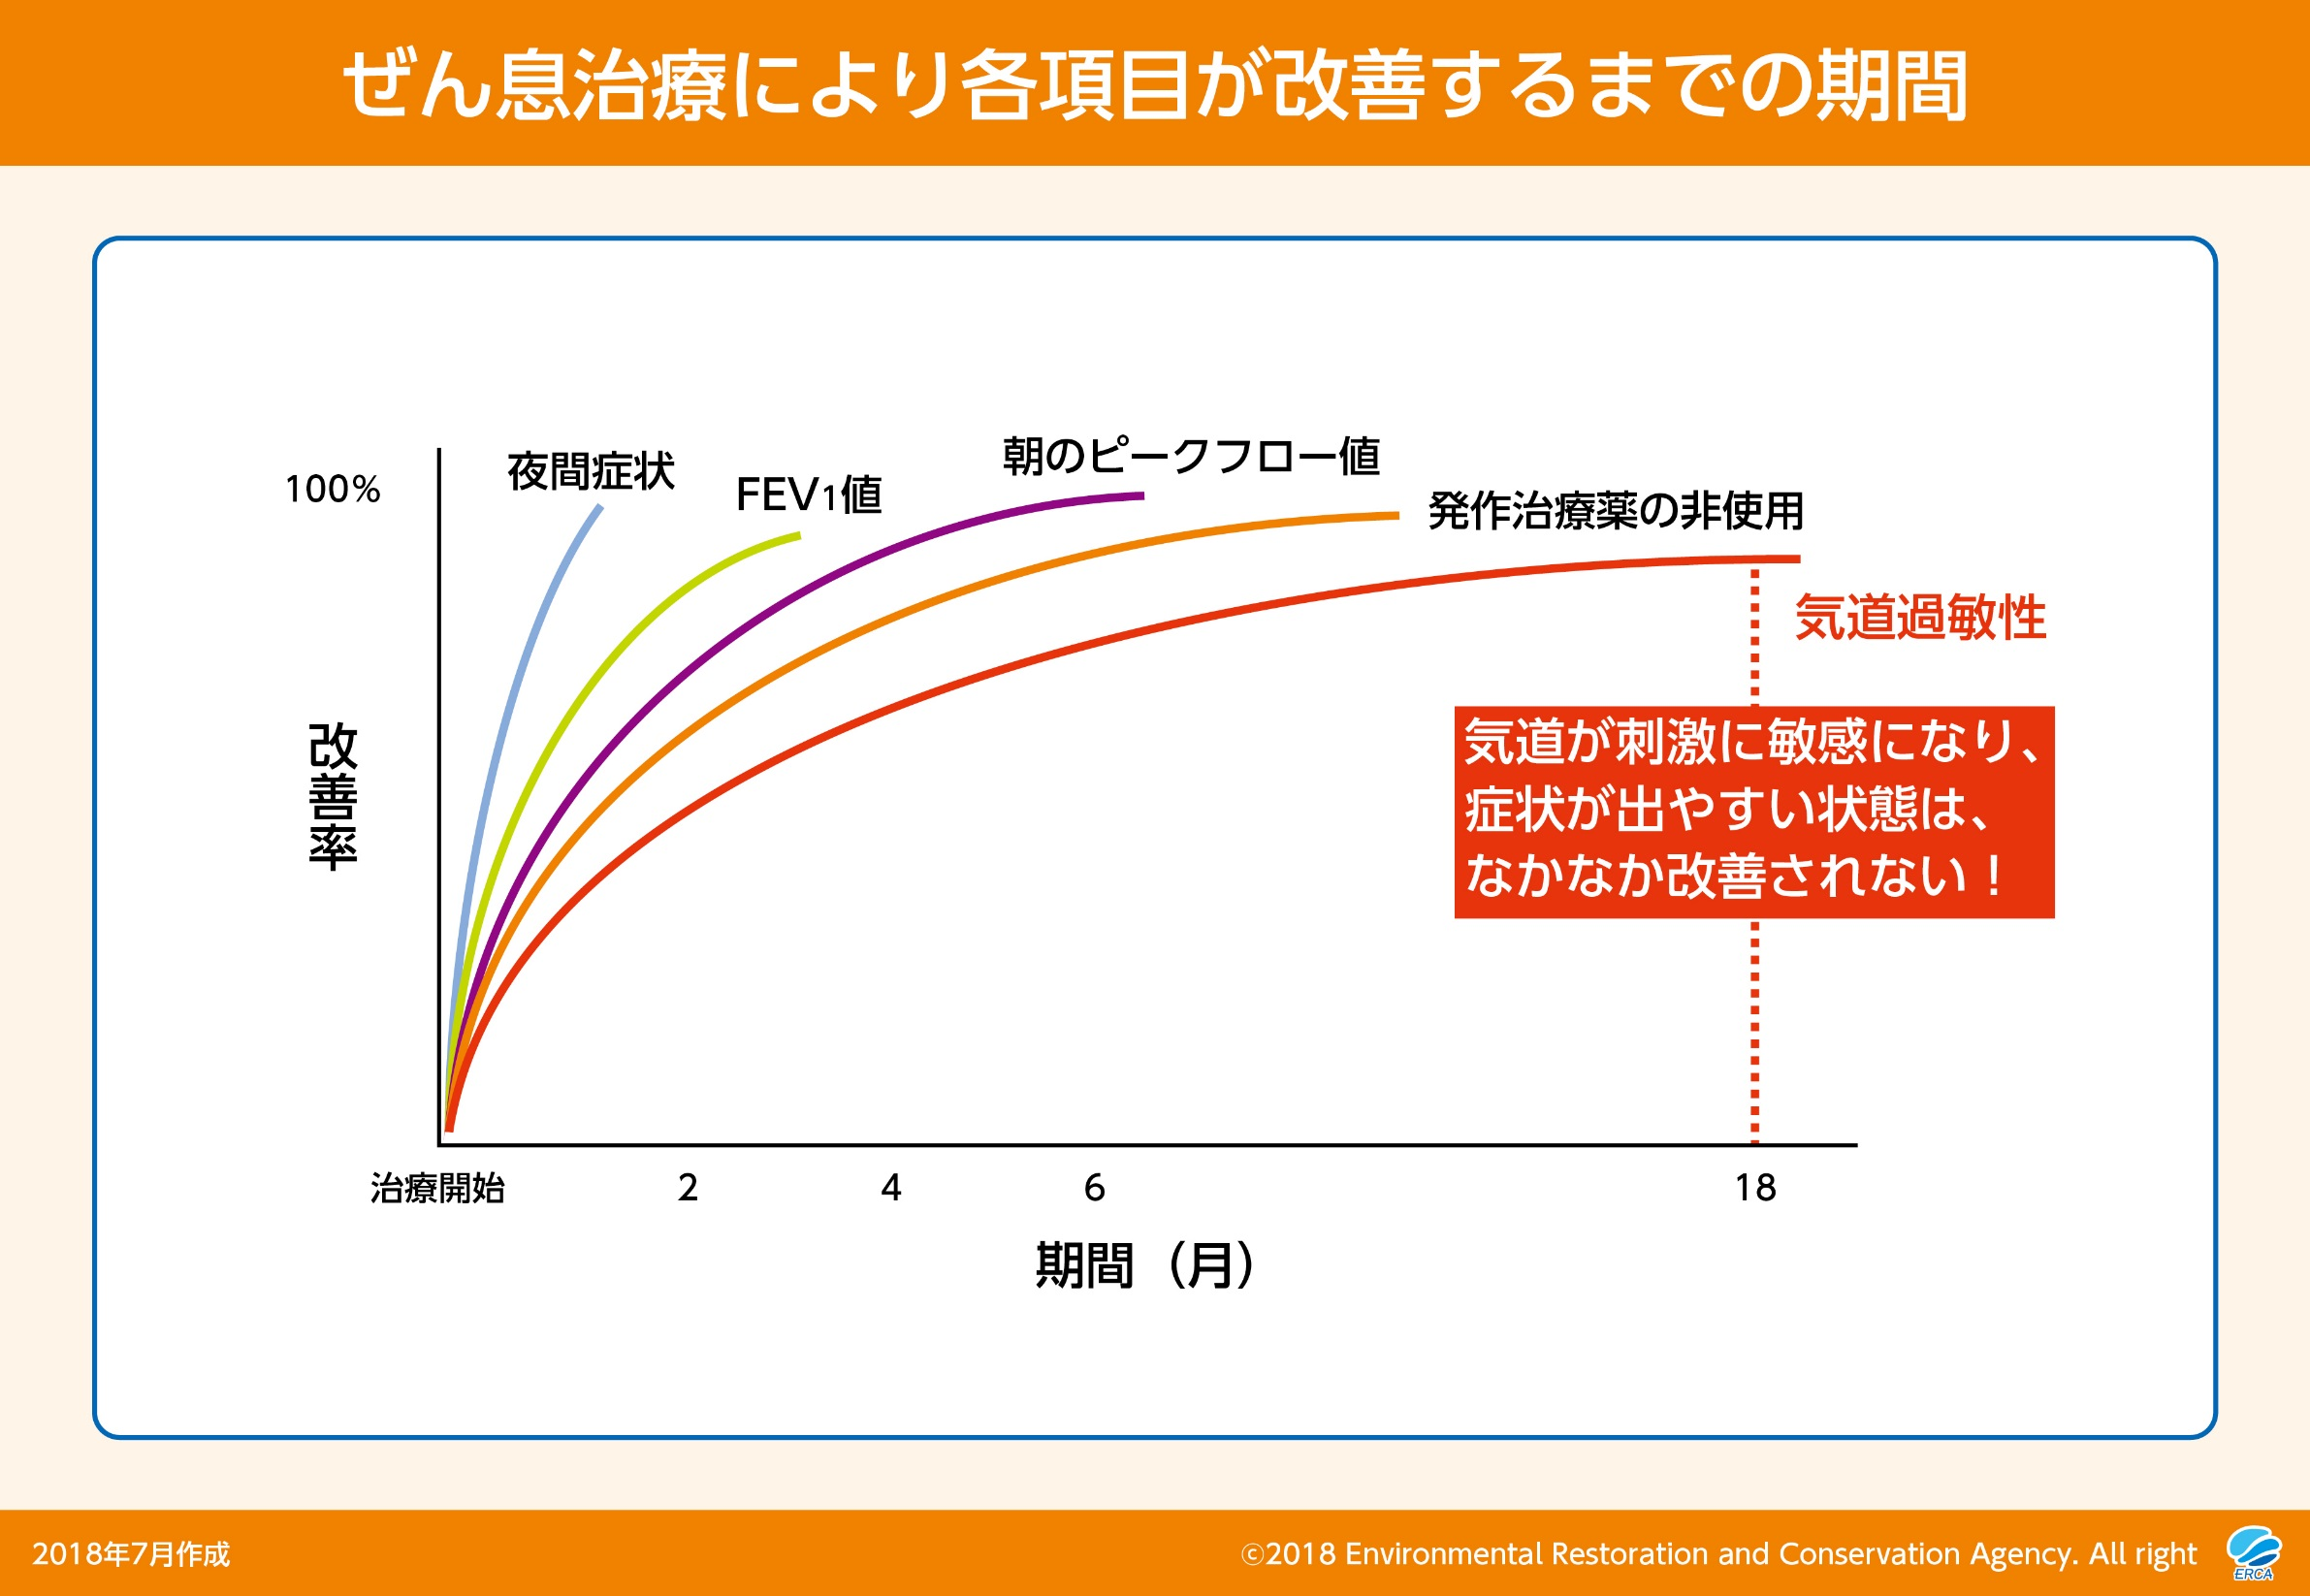 ぜん息治療により各項目が改善するまでの期間
朝のピークフロー値
夜間症状
100%
FEV1値
発作治療薬の非使用
気道過敏性
改善率
気道が刺激に敏感になり、
症状が出やすい状態は、
なかなか改善されない！
治療開始 2 4 6 18
期間（月）
2018年7月作成
©2018 Environmental Restoration and Conservation Agency. All right
ERCA